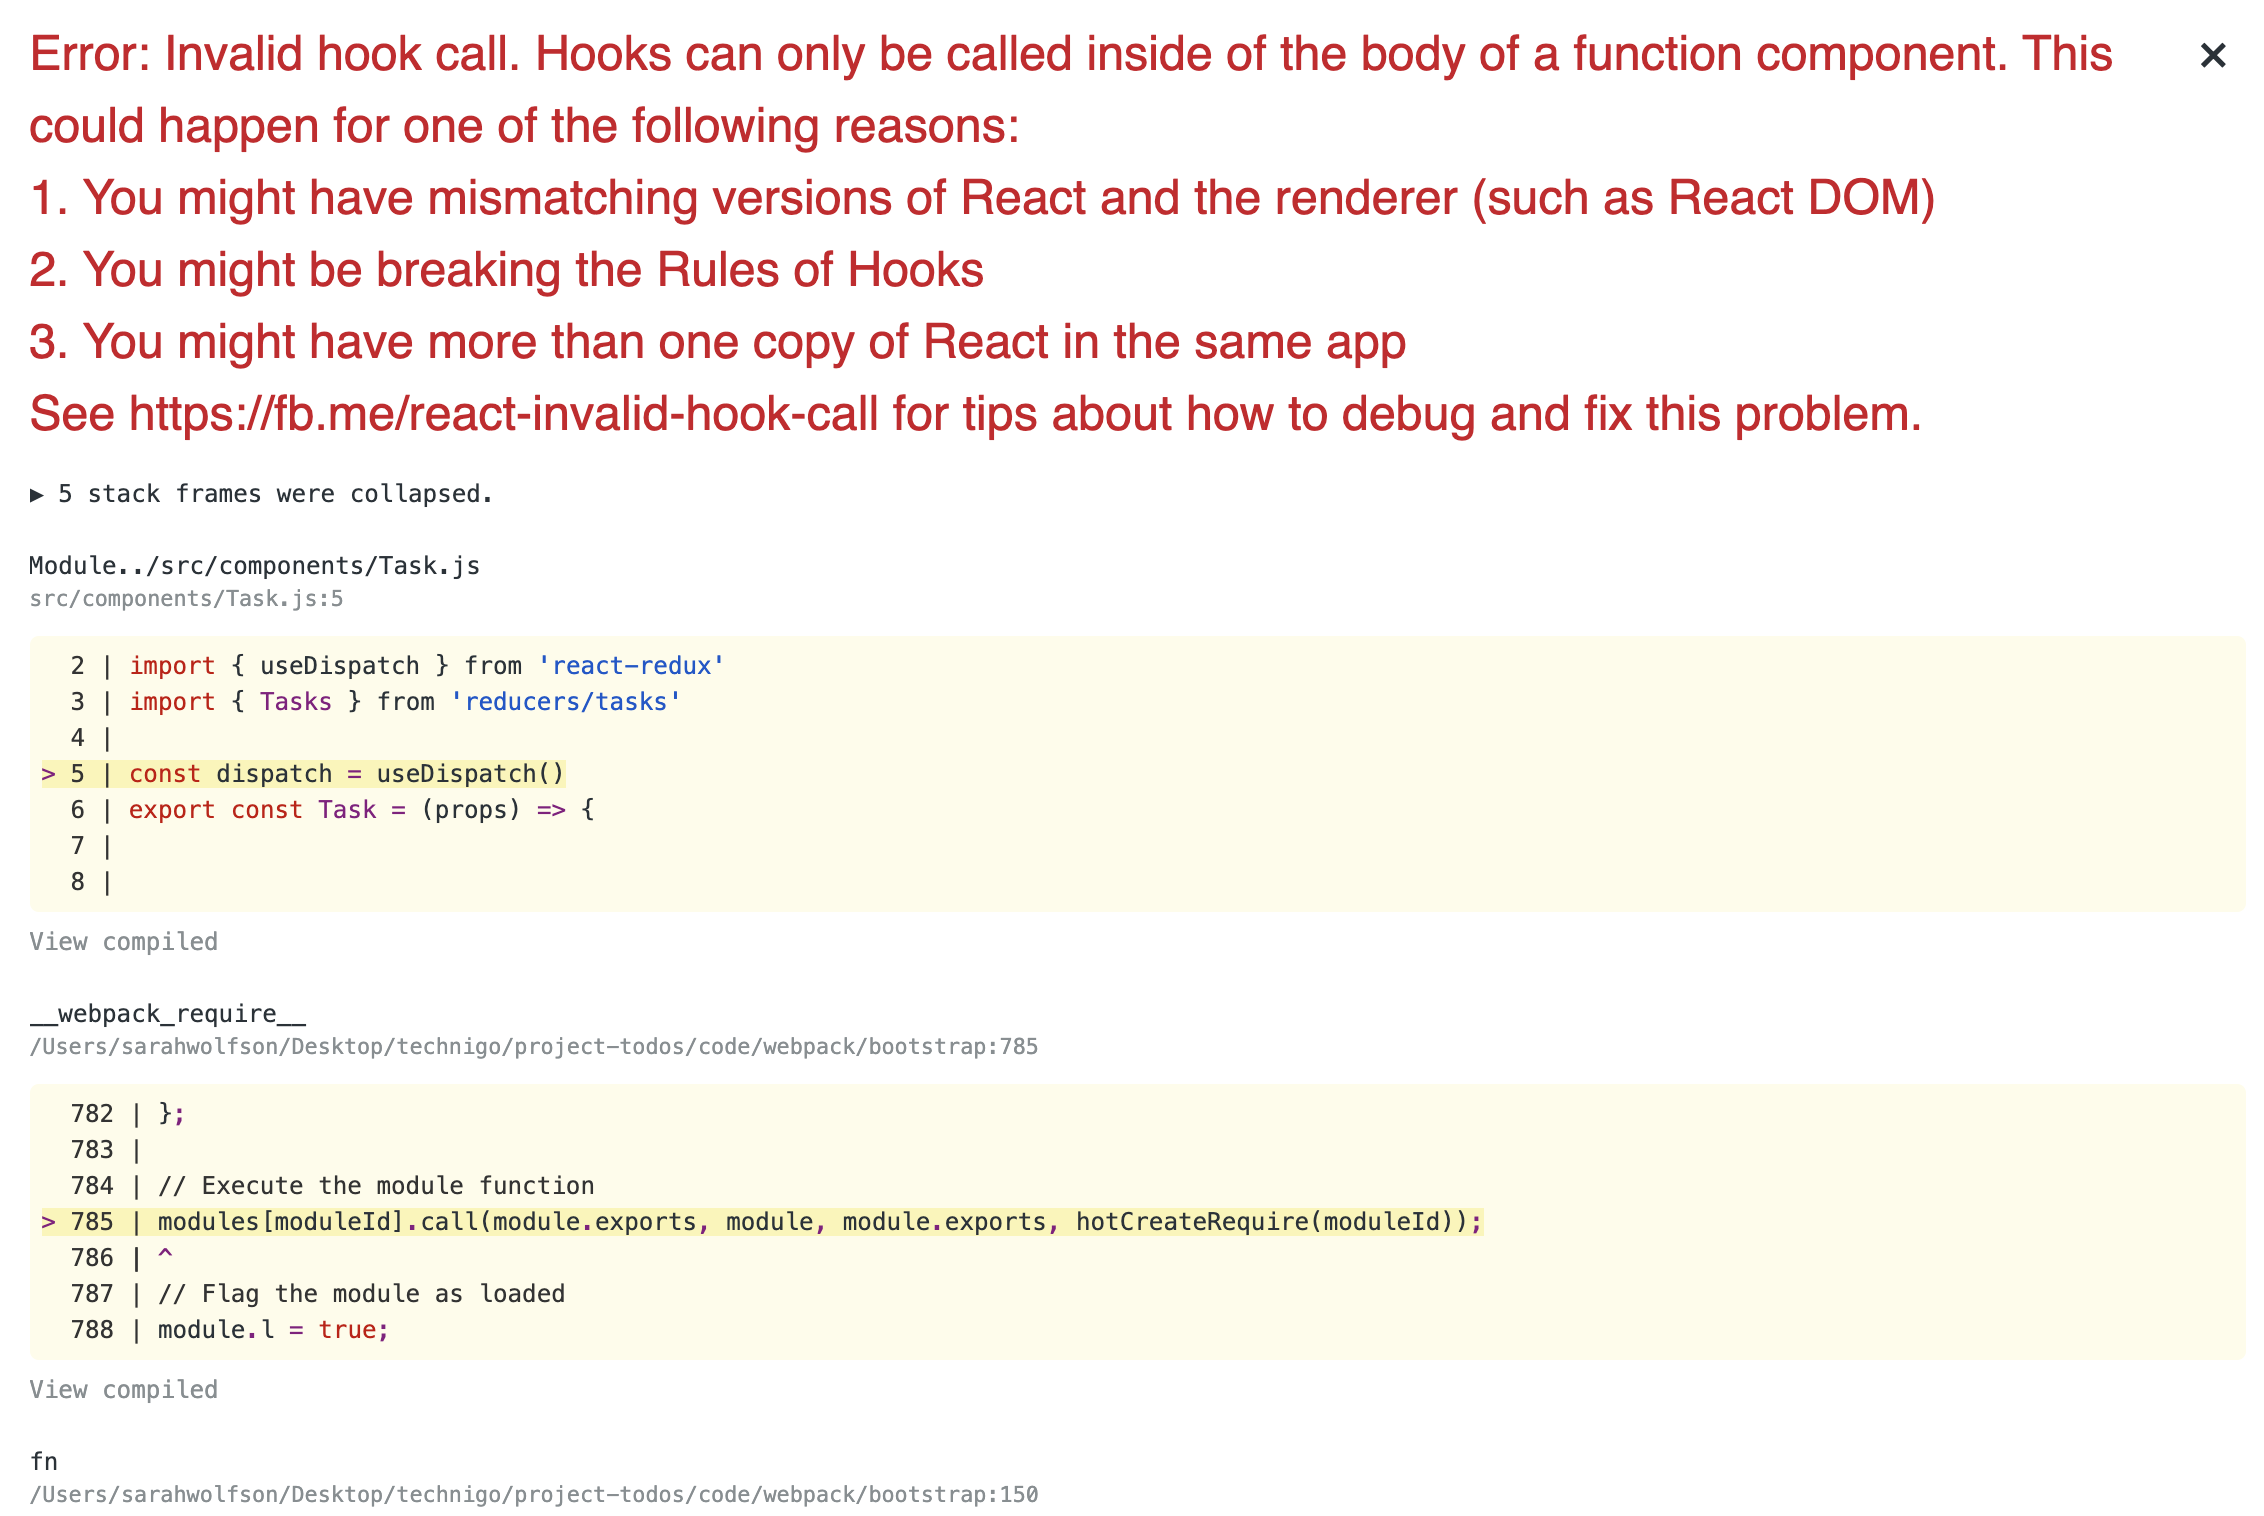 Error: Invalid hook call. Hooks can only be called inside of the body of a function component. This
could happen for one of the following reasons:
1. You might have mismatching versions of React and the renderer (such as React DOM)
2. You might be breaking the Rules of Hooks
3. You might have more than one copy of React in the same app
See https://fb.me/react-invalid-hook-call for tips about how to debug and fix this problem.
▶ 5 stack frames were collapsed.
Module../src/components/Task.js
src/components/Task.js:5
2 | import { useDispatch } from 'react-redux'
3 | import { Tasks } from 'reducers/tasks'
4 |
> 5 | const dispatch = useDispatch()
6 | export const Task = (props) => {
7 |
8 |
View compiled
__webpack_require__
/Users/sarahwolfson/Desktop/technigo/project-todos/code/webpack/bootstrap:785
782 | };
783 |
784 | // Execute the module function
> 785 | modules[moduleId].call(module.exports, module, module.exports, hotCreateRequire(moduleId));
786 | ^
787 | // Flag the module as loaded
788 | module.l = true;
View compiled
fn
/Users/sarahwolfson/Desktop/technigo/project-todos/code/webpack/bootstrap:150